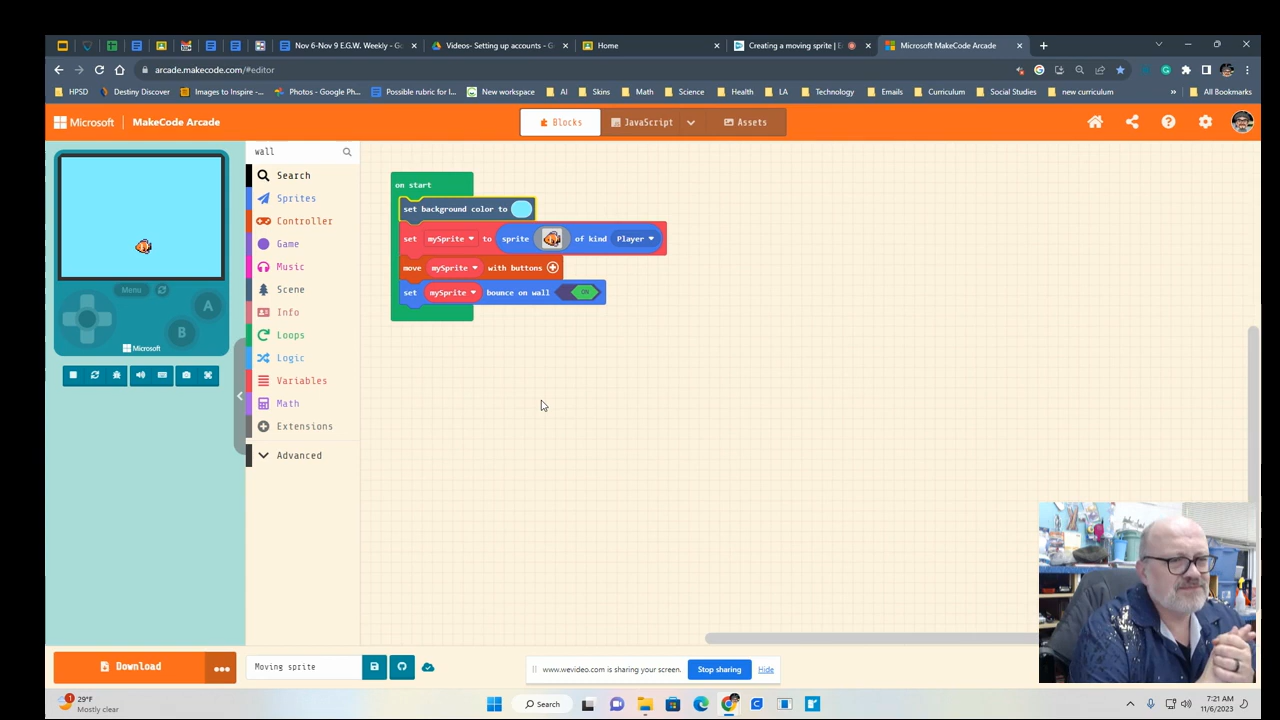 Nov 6-Nov 9 E.G.W. Weekly - Go
Videos- Setting up accounts - G
Home
Creating a moving sprite | E
Microsoft MakeCode Arcade
arcade.makecode.com/#editor
HPSD
Destiny Discover
Images to Inspire -...
Photos - Google Ph...
Possible rubric for l...
New workspace
AI
Skins
Math
Science
Health
LA
Technology
Emails
Curriculum
Social Studies
new curriculum
»
All Bookmarks
Microsoft
MakeCode Arcade
Blocks
JavaScript
Assets
wall
Search
Sprites
Controller
Game
Music
Scene
Info
Loops
Logic
Variables
Math
Extensions
Advanced
Menu
A
B
Microsoft
on start
set background color to
set mySprite to sprite of kind Player
move mySprite with buttons
set mySprite bounce on wall ON
Download
Moving sprite
www.wevideo.com is sharing your screen.
Stop sharing
Hide
1
29°F
Mostly clear
Search
7:21 AM
11/6/2023